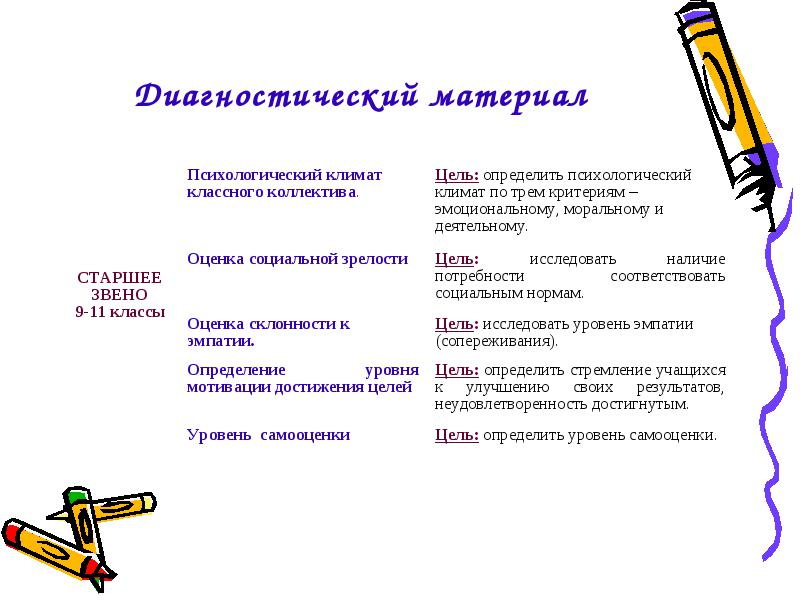 Диагностический материал
СТАРШЕЕ
ЗВЕНО
9-11 классы
Психологический климат
классного коллектива.
Цель: определить психологический
климат по трем критериям –
эмоциональному, моральному и
деятельному.
Оценка социальной зрелости
Цель: исследовать наличие
потребности соответствовать
социальным нормам.
Оценка склонности к
эмпатии.
Цель: исследовать уровень эмпатии
(сопереживания).
Определение уровня
мотивации достижения целей
Цель: определить стремление учащихся
к улучшению своих результатов,
неудовлетворенность достигнутым.
Уровень самооценки
Цель: определить уровень самооценки.